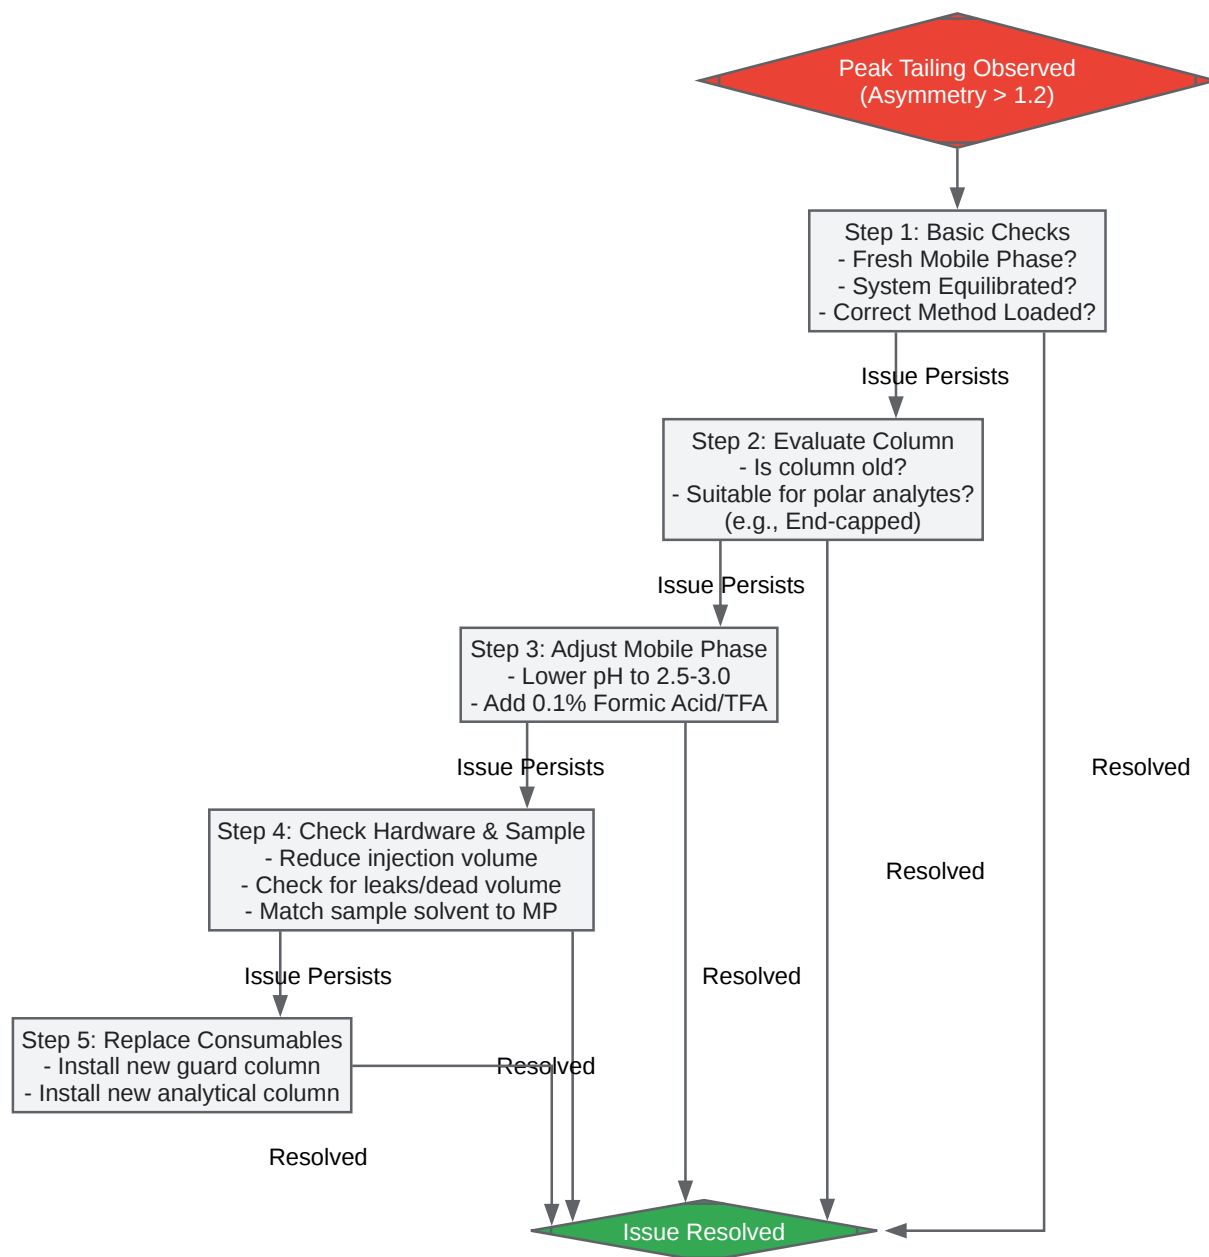 Peak Tailing Observed
(Asymmetry > 1.2)
Step 1: Basic Checks
- Fresh Mobile Phase?
- System Equilibrated?
- Correct Method Loaded?
Issue Persists
Step 2: Evaluate Column
- Is column old?
- Suitable for polar analytes?
(e.g., End-capped)
Issue Persists
Step 3: Adjust Mobile Phase
- Lower pH to 2.5-3.0
- Add 0.1% Formic Acid/TFA
Issue Persists
Resolved
Step 4: Check Hardware & Sample
- Reduce injection volume
- Check for leaks/dead volume
- Match sample solvent to MP
Resolved
Issue Persists
Resolved
Step 5: Replace Consumables
- Install new guard column
- Install new analytical column
Resolved
Resolved
Issue Resolved